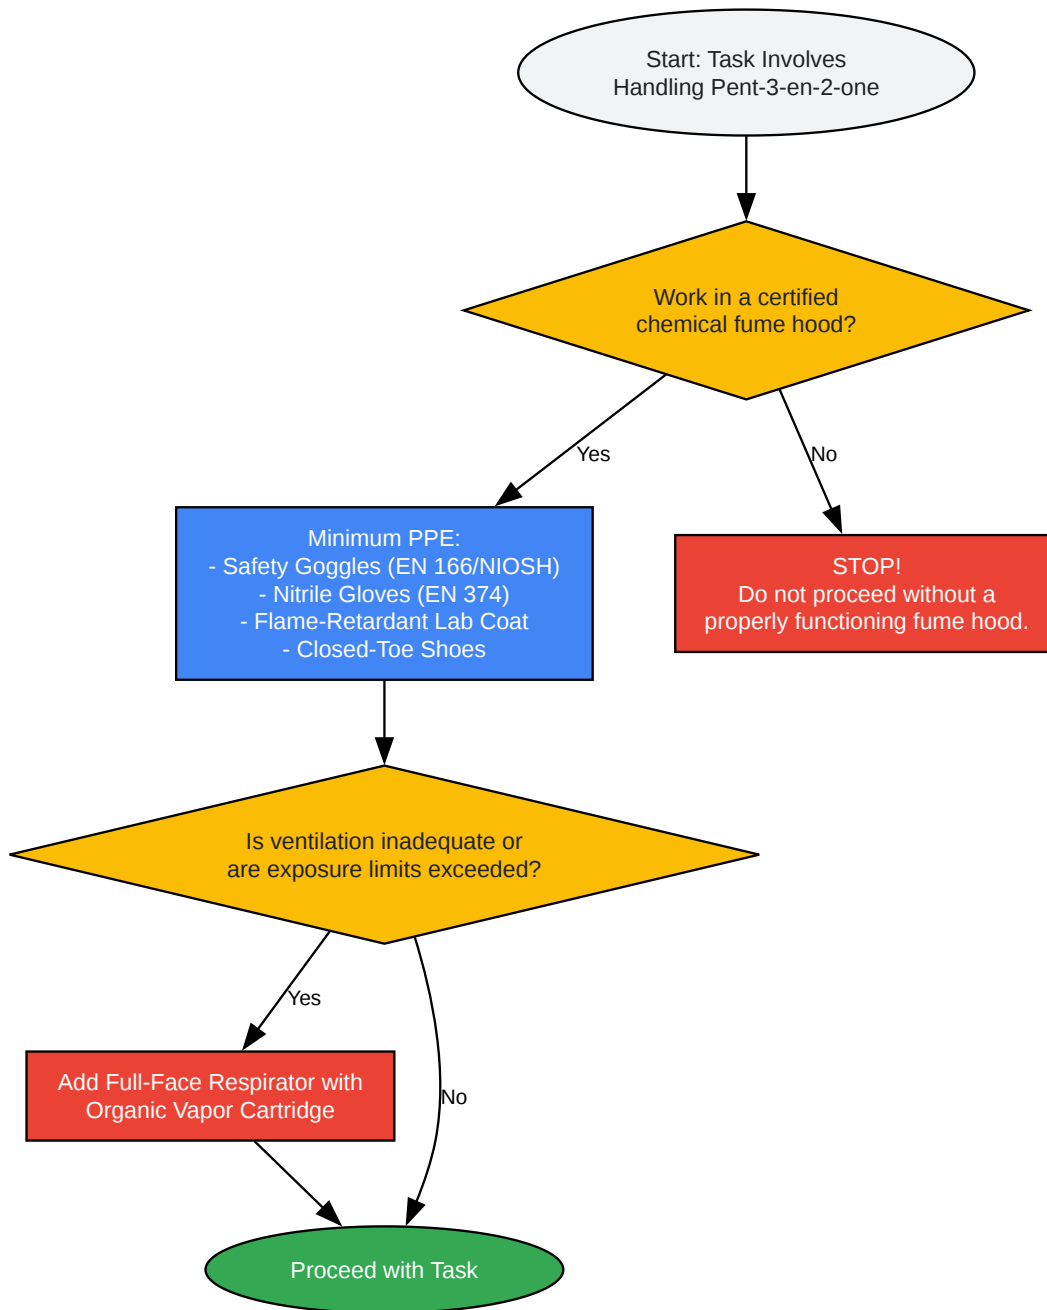 Start: Task Involves
Handling Pent-3-en-2-one
Work in a certified
chemical fume hood?
Yes
No
Minimum PPE:
- Safety Goggles (EN 166/NIOSH)
- Nitrile Gloves (EN 374)
- Flame-Retardant Lab Coat
- Closed-Toe Shoes
STOP!
Do not proceed without a
properly functioning fume hood.
Is ventilation inadequate or
are exposure limits exceeded?
Yes
No
Add Full-Face Respirator with
Organic Vapor Cartridge
Proceed with Task